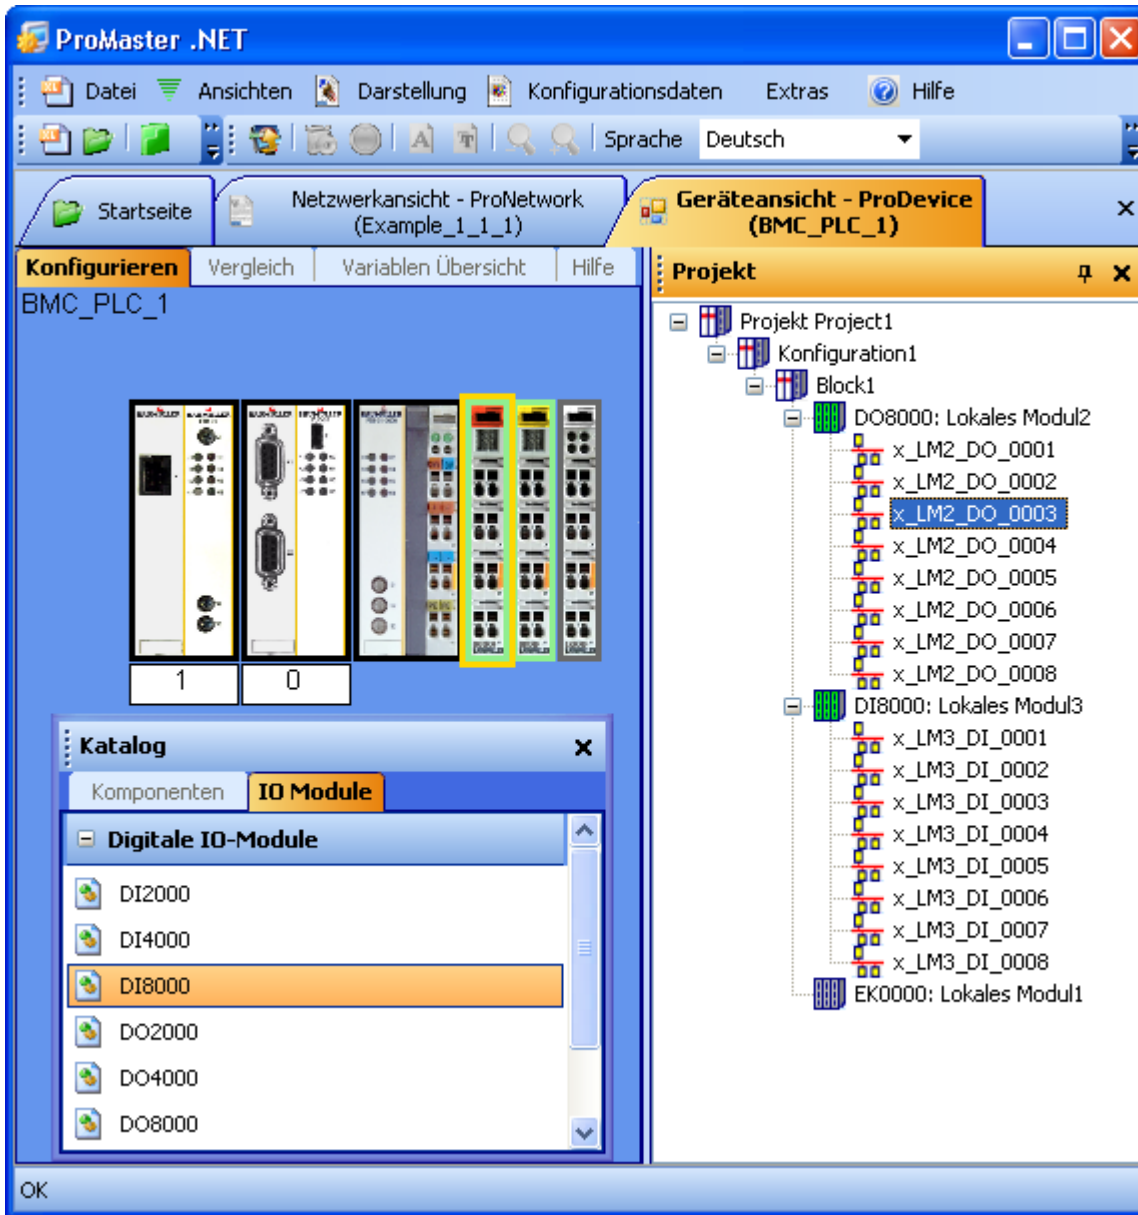 ProMaster .NET
Datei Ansichten Darstellung Konfigurationsdaten Extras Hilfe
Sprache Deutsch
Startseite
Netzwerkansicht - ProNetwork
(Example_1_1_1)
Geräteansicht - ProDevice
(BMC_PLC_1)
Konfigurieren Vergleich Variablen Übersicht Hilfe
BMC_PLC_1
1 0
Katalog
Komponenten IO Module
Digitale IO-Module
DI2000
DI4000
DI8000
DO2000
DO4000
DO8000
Projekt
Projekt Project1
Konfiguration1
Block1
DO8000: Lokales Modul2
x_LM2_DO_0001
x_LM2_DO_0002
x_LM2_DO_0003
x_LM2_DO_0004
x_LM2_DO_0005
x_LM2_DO_0006
x_LM2_DO_0007
x_LM2_DO_0008
DI8000: Lokales Modul3
x_LM3_DI_0001
x_LM3_DI_0002
x_LM3_DI_0003
x_LM3_DI_0004
x_LM3_DI_0005
x_LM3_DI_0006
x_LM3_DI_0007
x_LM3_DI_0008
EK0000: Lokales Modul1
OK